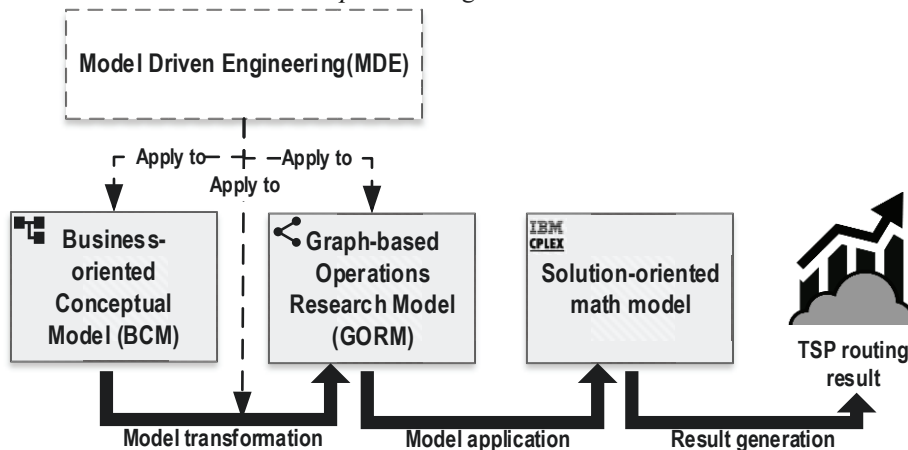 Model Driven Engineering(MDE)
Apply to
Apply to
Apply to
Business-
oriented
Conceptual
Model (BCM)
Graph-based
Operations
Research Model
(GORM)
IBM
CPLEX
Solution-oriented
math model
TSP routing
result
Model transformation
Model application
Result generation